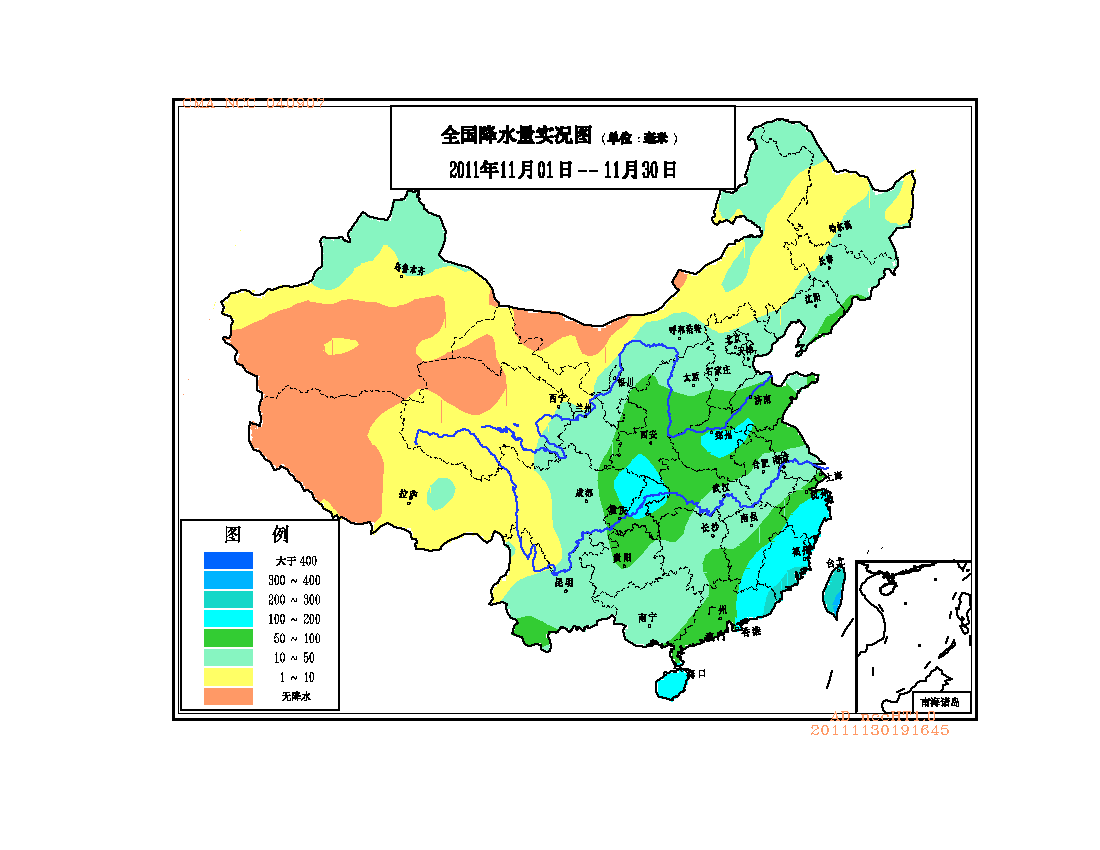 CMA NCC 040902
全国降水量实况图（单位：毫米）
2011年11月01日 -- 11月30日
哈尔滨
长春
乌鲁木齐
沈阳
呼和浩特
北京
天津
银川
太原 石家庄
西宁
兰州
济南
西安
郑州
合肥 南京
上海
拉萨
成都
武汉
杭州
重庆
长沙
南昌
贵阳
福州
台北
昆明
南宁
广州
澳门
香港
海口
图 例
大于 400
300 ~ 400
200 ~ 300
100 ~ 200
50 ~ 100
10 ~ 50
1 ~ 10
无降水
南海诸岛
20111130191645